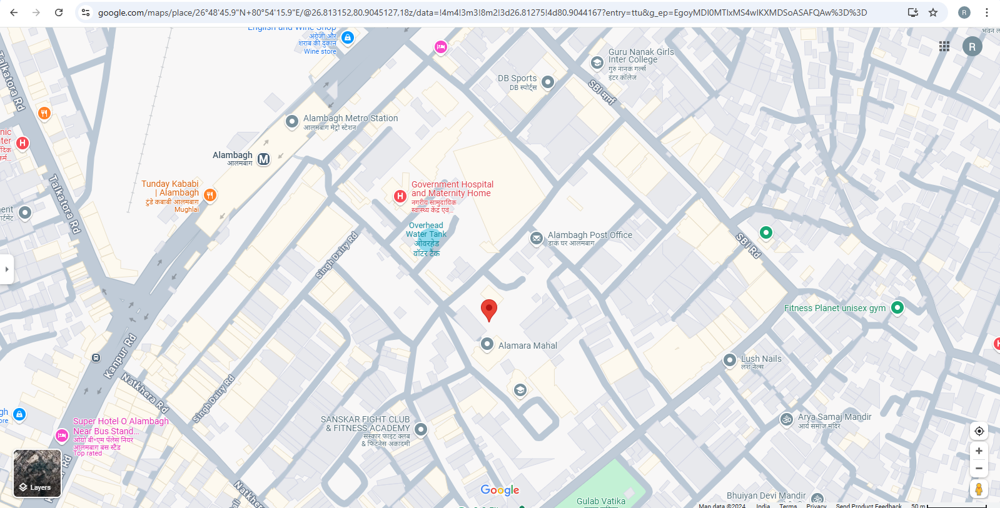 google.com/maps/place/26°48'45.9"N+80°54'15.9"E/@26.813152,80.9045127,18z/data=!4m4!3m3!8m2!3d26.81275!4d80.9044167?entry=ttu&g_ep=EgoyMDI0MTIxMS4wIKXMDSoASAFQAw%3D%3D
R
R
English and Wine Shop
अंग्रेजी और
शराब की दुकान
Wine store
Guru Nanak Girls
Inter College
गुरु नानक गर्ल्स
इंटर कॉलेज
DB Sports
DB स्पोर्ट्स
SBI मार्ग
Talkatora Rd
Alambagh Metro Station
आलमबाग मेट्रो स्टेशन
Alambagh
आलमबाग
M
nic
ter
H
Tunday Kababi
| Alambagh
टुंडे कबाबी आलमबाग
Mughlai
Talkatora Rd
Government Hospital
and Maternity Home
नगरीय सामुदायिक
स्वास्थ्य केंद्र एव...
H
Overhead
Water Tank
ओवरहेड
वॉटर टैंक
ent
र्टमेंट
Alambagh Post Office
डाक घर आलमबाग
SBI Rd
Singh Dairy Rd
Fitness Planet unisex gym
Alamara Mahal
Kanpur Rd
Lush Nails
लश नेल्स
H
Natkhera Rd
Singh Dairy Rd
gh
ore
Super Hotel O Alambagh
Near Bus Stand...
ओयो बी॰एम पॅलेस नियर
आलमबाग बस स्टैंड
Top rated
SANSKAR FIGHT CLUB
& FITNESS ACADEMY
संस्कार फाइट क्लब
& फिटनेस अकादमी
Arya Samaj Mandir
आर्य समाज मंदिर
Rd
Layers
Natkher
Google
Gulab Vatika
Bhuiyan Devi Mandir
Map data ©2024 India Terms Privacy Send Product Feedback 50 m